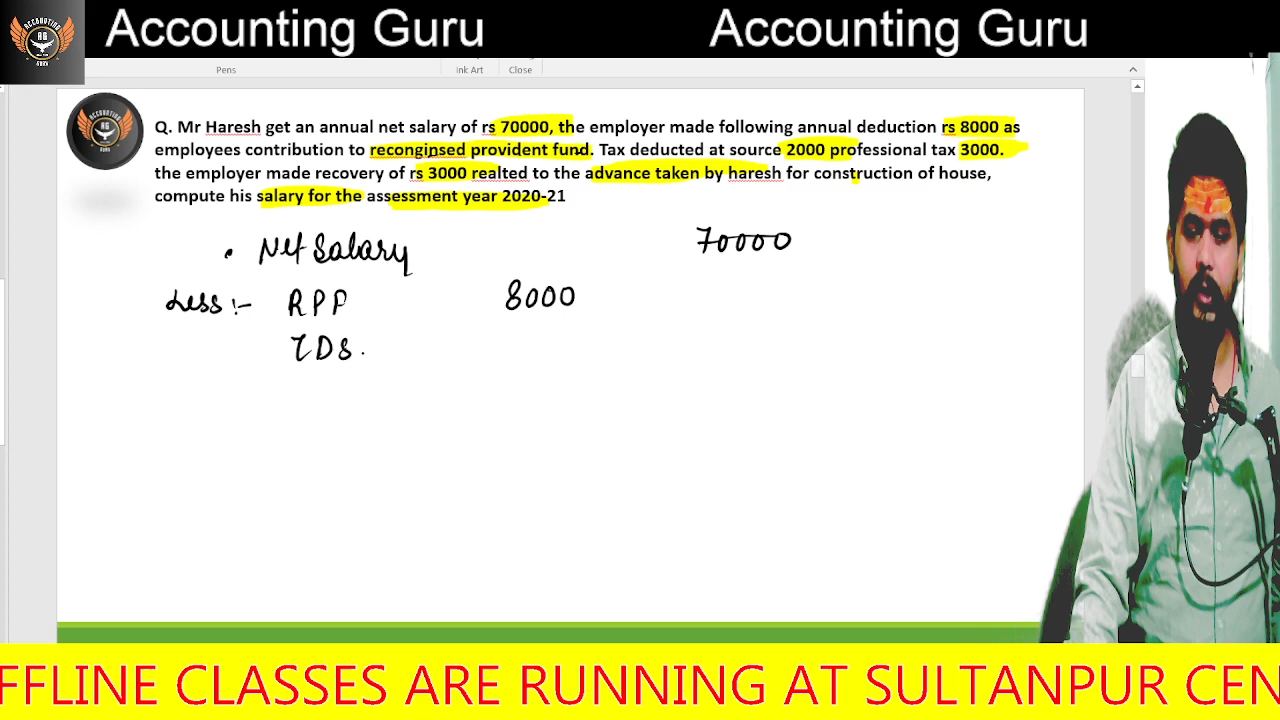 Accounting Guru
Accounting Guru
ACCOUNTING
AG
GURU
Pens
Ink Art
Close
Q. Mr Haresh get an annual net salary of rs 70000, the employer made following annual deduction rs 8000 as
employees contribution to reconginsed provident fund. Tax deducted at source 2000 professional tax 3000.
the employer made recovery of rs 3000 realted to the advance taken by haresh for construction of house,
compute his salary for the assessment year 2020-21
• Net Salary 70000
Less :- RPF 8000
TDS.
FFLINE CLASSES ARE RUNNING AT SULTANPUR CEN